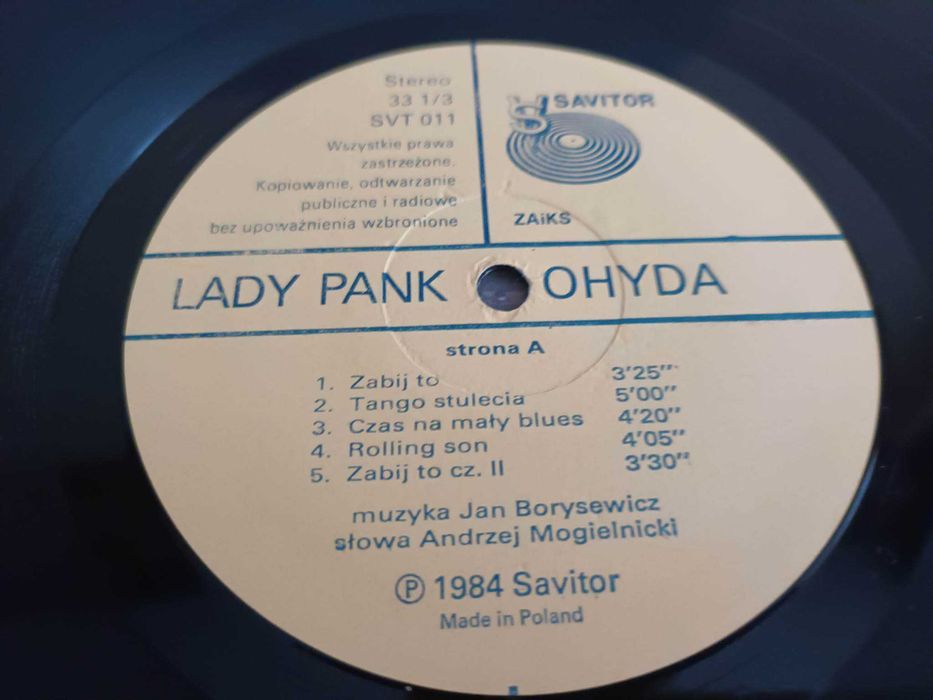 Stereo
33 1/3
SVT 011
Wszystkie prawa
zastrzeżone.
Kopiowanie, odtwarzanie
publiczne i radiowe
bez upoważnienia wzbronione
SAVITOR
ZAiKS
LADY PANK OHYDA
strona A
1. Zabij to 3'25"
2. Tango stulecia 5'00"
3. Czas na mały blues 4'20"
4. Rolling son 4'05"
5. Zabij to cz. II 3'30"
muzyka Jan Borysewicz
słowa Andrzej Mogielnicki
Ⓟ 1984 Savitor
Made in Poland